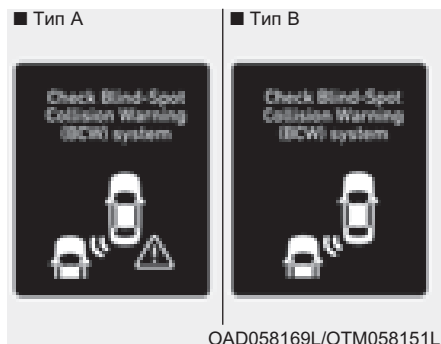 ■ Тип А
■ Тип В
Check Blind-Spot
Collision Warning
(BCW) system
Check Blind-Spot
Collision Warning
(BCW) system
OAD058169L/OTM058151L